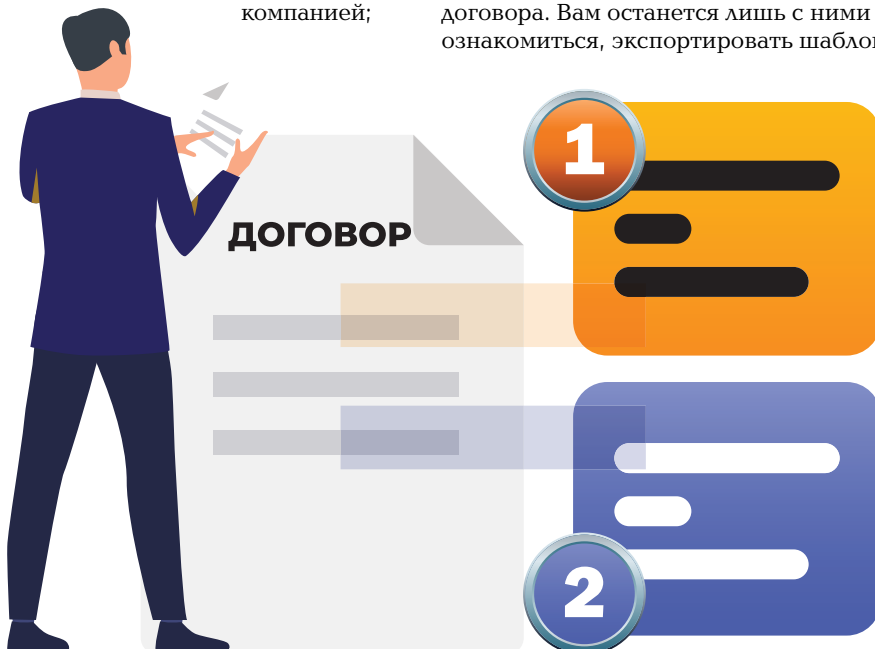 компанией;
договора. Вам останется лишь с ними
ознакомиться, экспортировать шаблон
ДОГОВОР
1
2